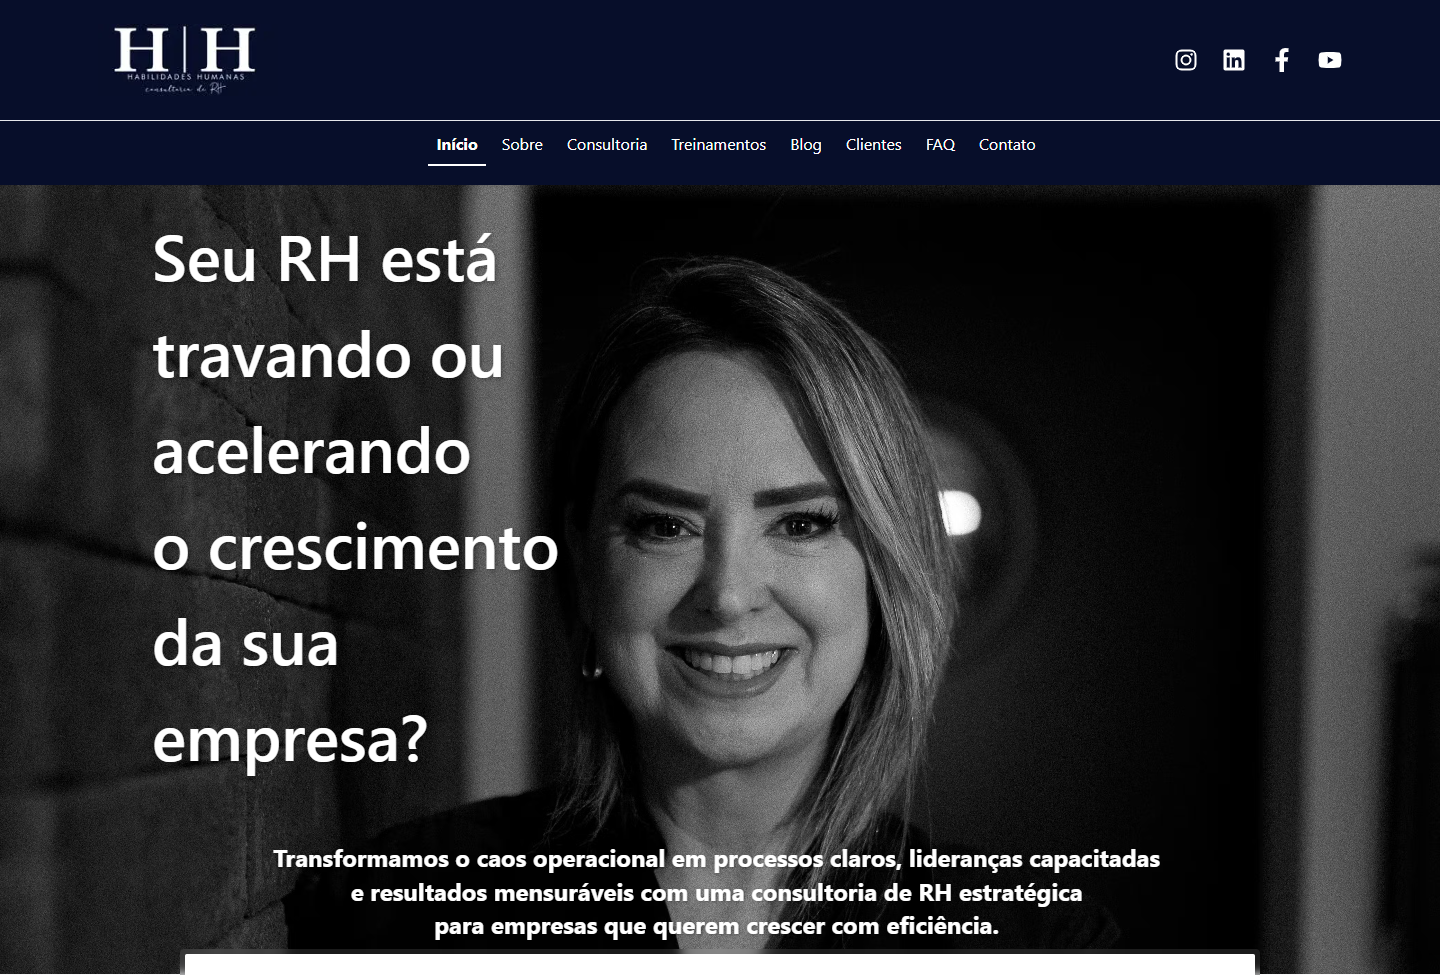 H|H
HABILIDADES HUMANAS
consultoria de RH
Início Sobre Consultoria Treinamentos Blog Clientes FAQ Contato
Seu RH está
travando ou
acelerando
o crescimento
da sua
empresa?
Transformamos o caos operacional em processos claros, lideranças capacitadas
e resultados mensuráveis com uma consultoria de RH estratégica
para empresas que querem crescer com eficiência.